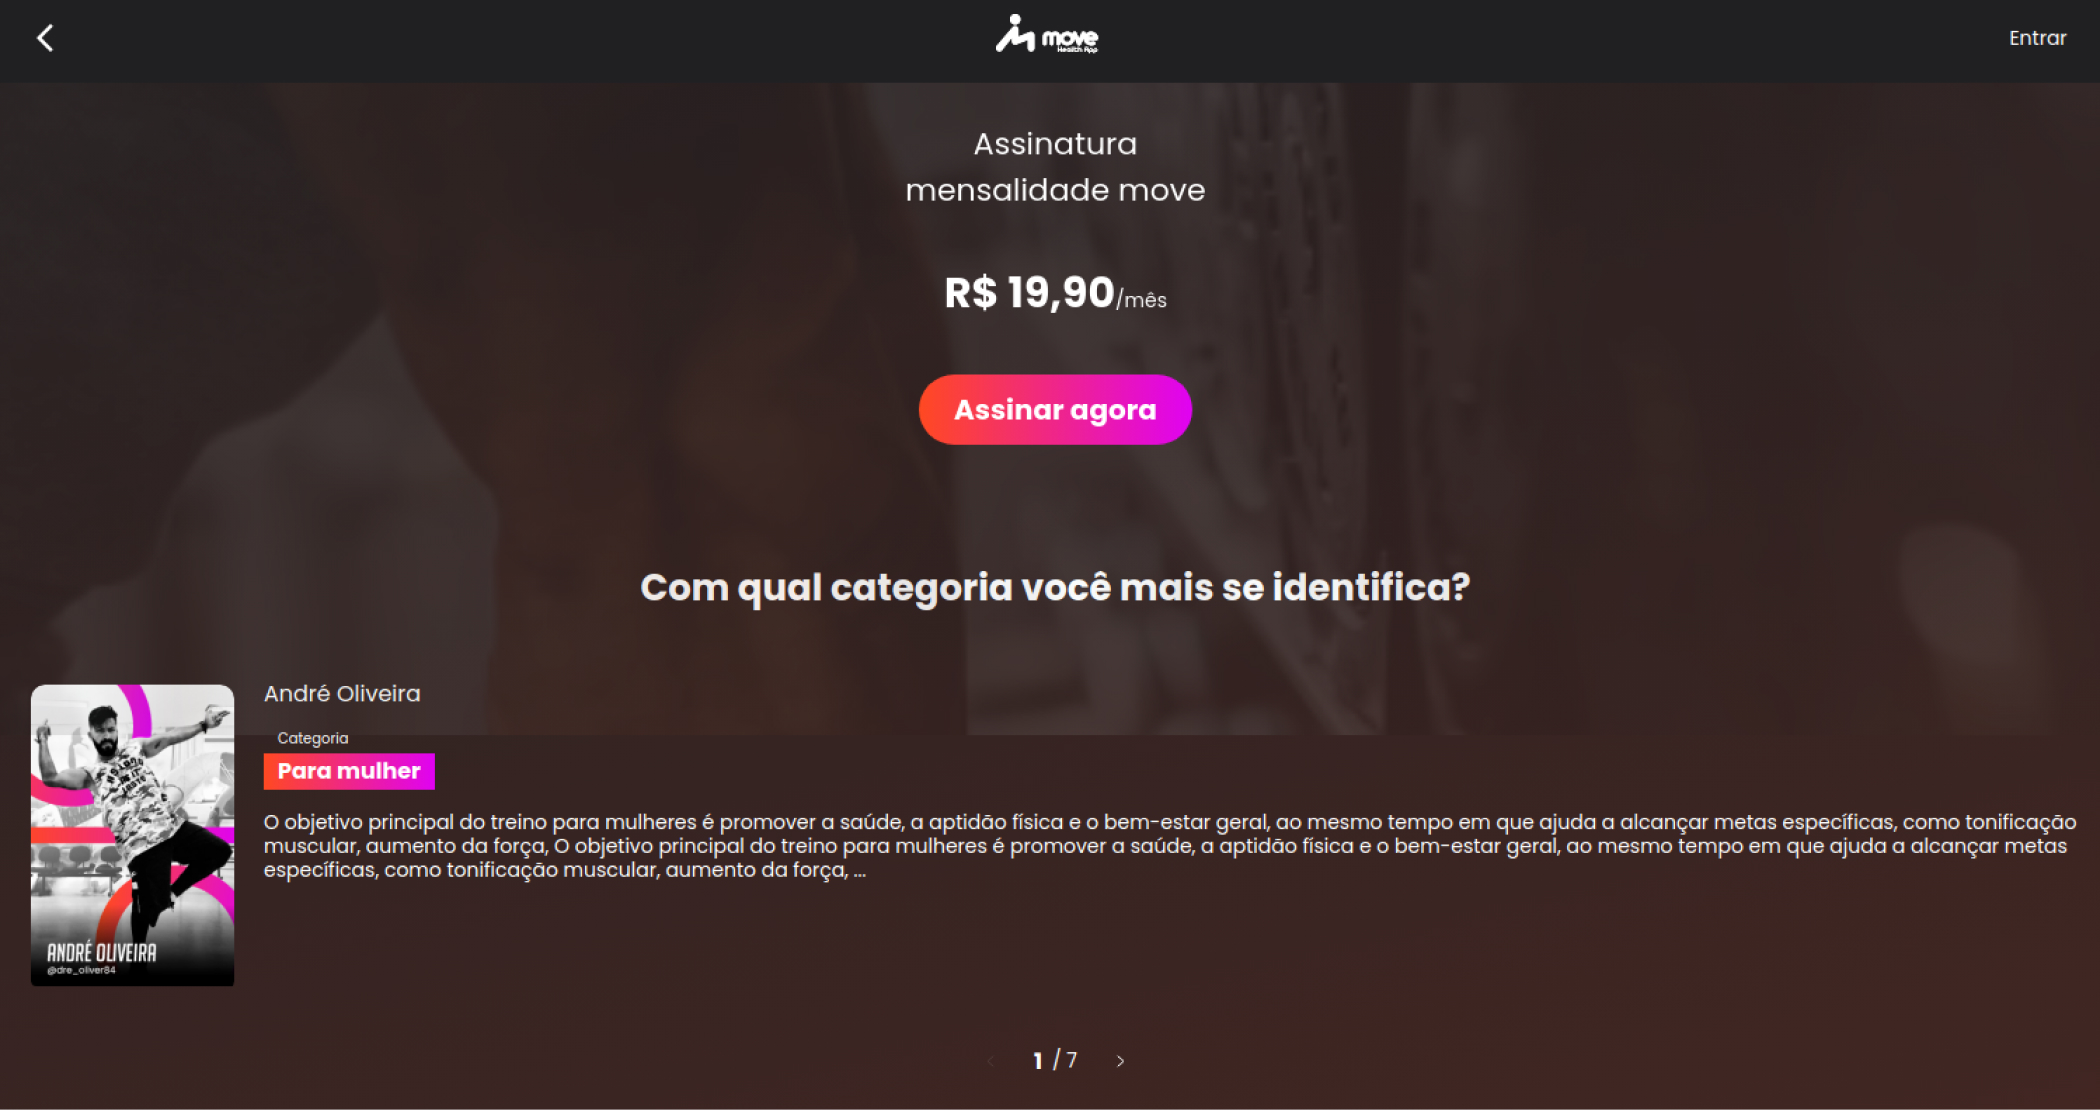 move
Health App
Entrar
Assinatura
mensalidade move
R$ 19,90/mês
Assinar agora
Com qual categoria você mais se identifica?
André Oliveira
Categoria
Para mulher
O objetivo principal do treino para mulheres é promover a saúde, a aptidão física e o bem-estar geral, ao mesmo tempo em que ajuda a alcançar metas específicas, como tonificação
muscular, aumento da força, O objetivo principal do treino para mulheres é promover a saúde, a aptidão física e o bem-estar geral, ao mesmo tempo em que ajuda a alcançar metas
específicas, como tonificação muscular, aumento da força, ...
ANDRÉ OLIVEIRA
@dre_oliver84
1 / 7